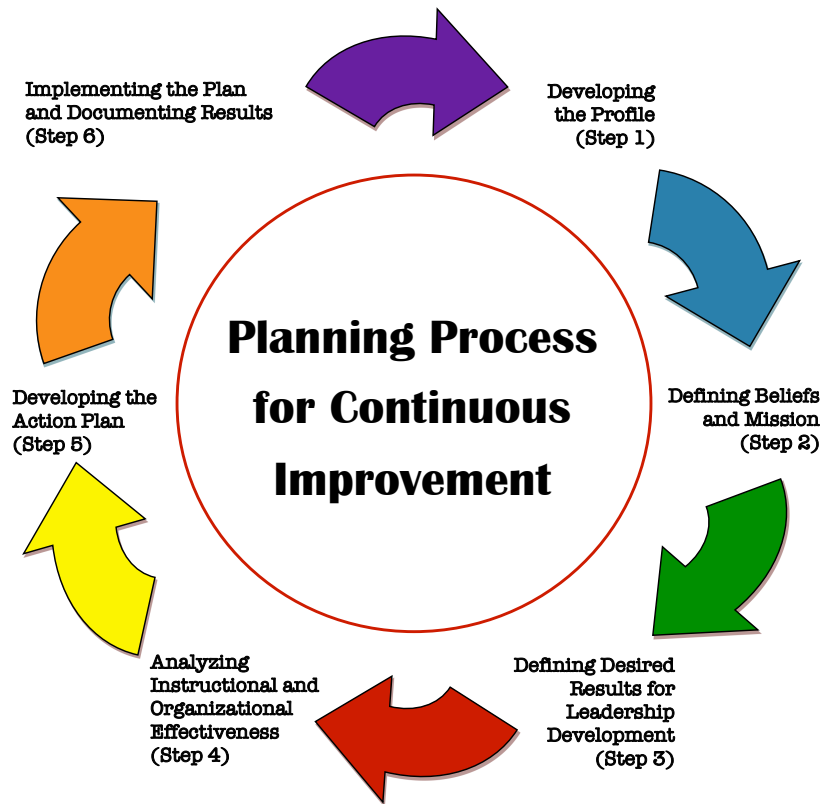 Planning Process
for Continuous
Improvement
Developing
the Profile
(Step 1)
Defining Beliefs
and Mission
(Step 2)
Defining Desired
Results for
Leadership
Development
(Step 3)
Analyzing
Instructional and
Organizational
Effectiveness
(Step 4)
Developing the
Action Plan
(Step 5)
Implementing the Plan
and Documenting Results
(Step 6)